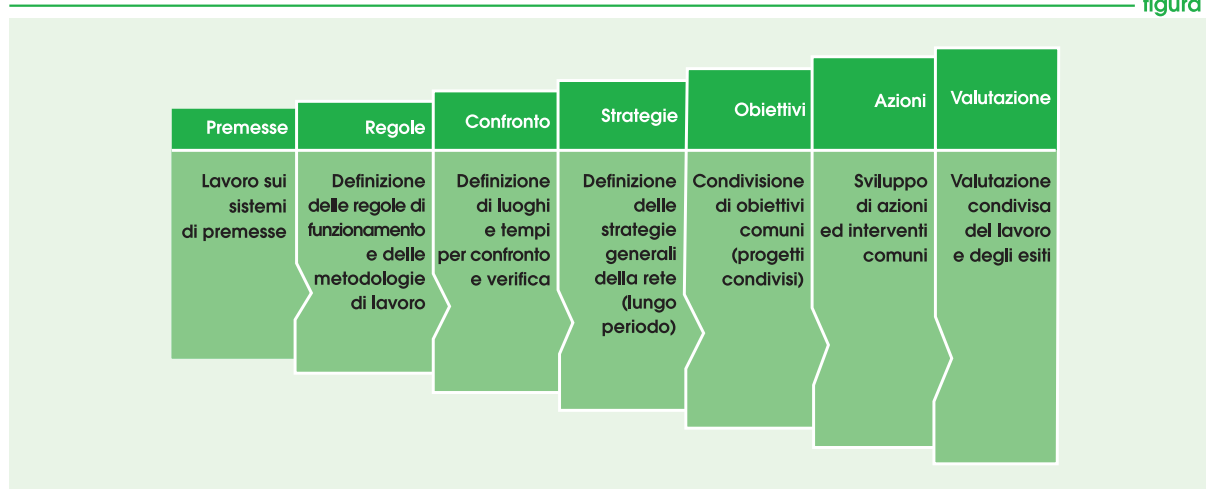 figura
Premesse
Regole
Confronto
Strategie
Obiettivi
Azioni
Valutazione
Lavoro sui
sistemi
di premesse
Definizione
delle regole di
funzionamento
e delle
metodologie
di lavoro
Definizione
di luoghi
e tempi
per confronto
e verifica
Definizione
delle
strategie
generali
della rete
(lungo
periodo)
Condivisione
di obiettivi
comuni
(progetti
condivisi)
Sviluppo
di azioni
ed interventi
comuni
Valutazione
condivisa
del lavoro
e degli esiti